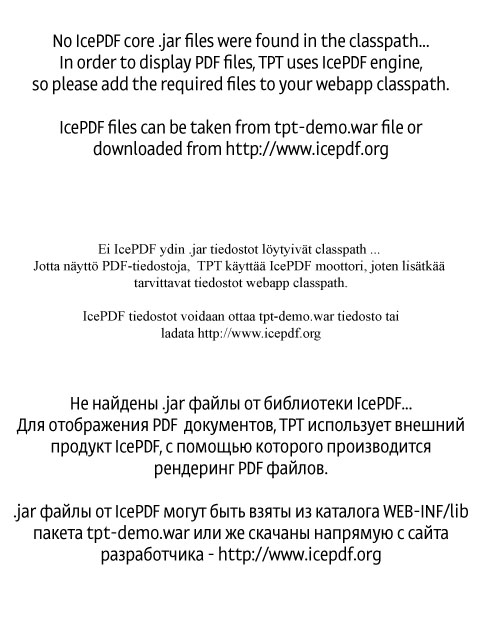 No IcePDF core .jar files were found in the classpath...
In order to display PDF files, TPT uses IcePDF engine,
so please add the required files to your webapp classpath.
IcePDF files can be taken from tpt-demo.war file or
downloaded from http://www.icepdf.org
Ei IcePDF ydin .jar tiedostot löytyivät classpath ...
Jotta näyttö PDF-tiedostoja, TPT käyttää IcePDF moottori, joten lisätkää
tarvittavat tiedostot webapp classpath.
IcePDF tiedostot voidaan ottaa tpt-demo.war tiedosto tai
ladata http://www.icepdf.org
Не найдены .jar файлы от библиотеки IcePDF...
Для отображения PDF документов, TPT использует внешний
продукт IcePDF, с помощью которого производится
рендеринг PDF файлов.
.jar файлы от IcePDF могут быть взяты из каталога WEB-INF/lib
пакета tpt-demo.war или же скачаны напрямую с сайта
разработчика - http://www.icepdf.org